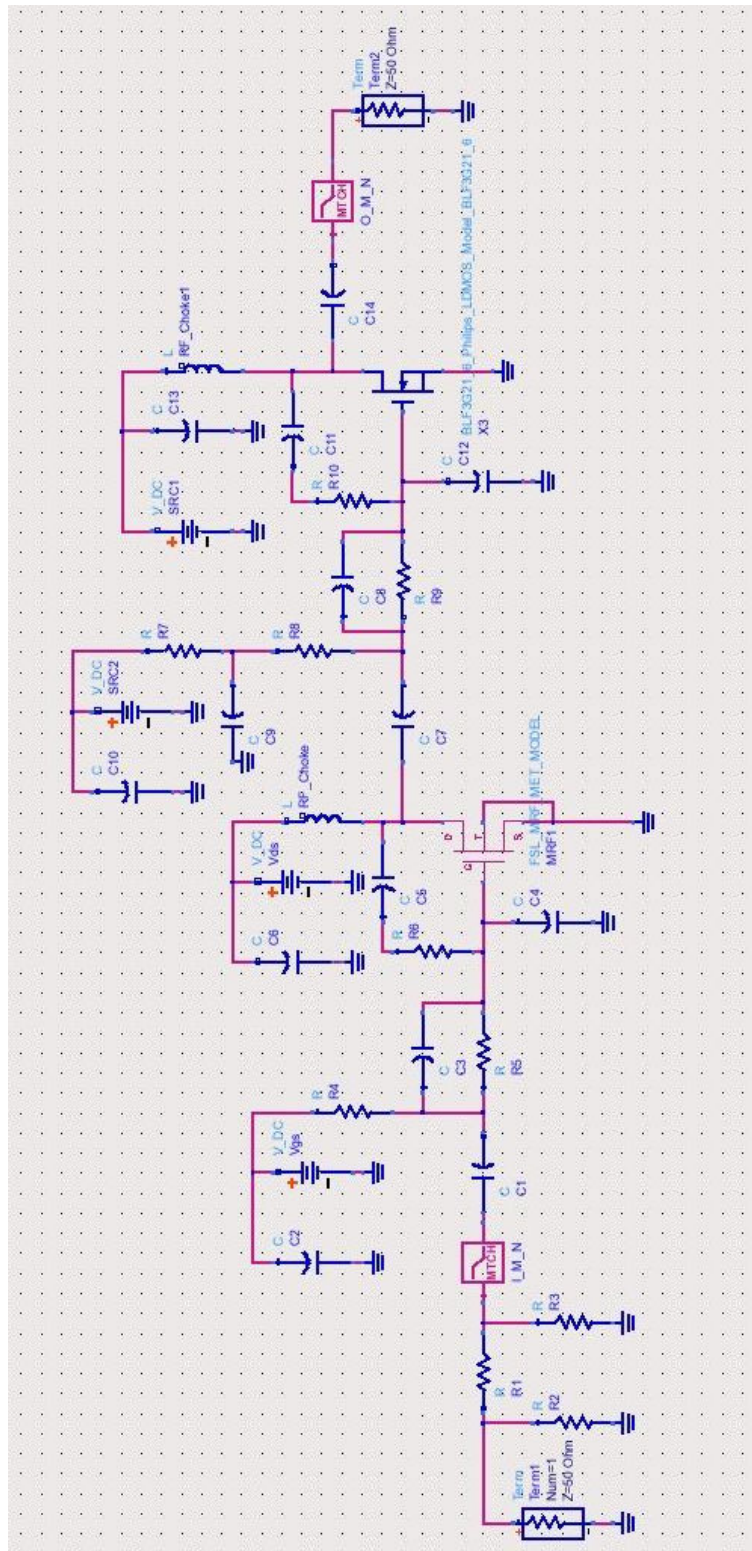 Term
Term1
Num=1
Z=50 Ohm
R
R2
R
R1
R
R3
MTCH
I_M_N
C
C1
C
C2
V_DC
Vgs
R
R4
C
C3
R
R5
C
C4
R
R6
C
C5
C
C6
V_DC
Vds
L
RF_Choke
G
D
T
S
FSL_MRF_MET_MODEL
MRF1
C
C7
C
C10
V_DC
SRC2
C
C9
R
R7
R
R8
C
C8
R
R9
C
C12
R
R10
C
C11
V_DC
SRC1
C
C13
L
RF_Choke1
BLF3G21_6_Philips_LDMOS_Model_BLF3G21_6
X3
C
C14
MTCH
O_M_N
Term
Term2
Z=50 Ohm